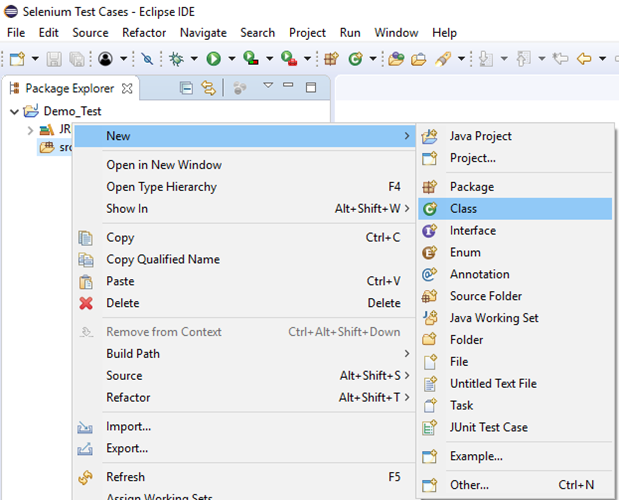 Selenium Test Cases - Eclipse IDE
File Edit Source Refactor Navigate Search Project Run Window Help
Package Explorer
Demo_Test
JR
src
New
Open in New Window
Open Type Hierarchy F4
Show In Alt+Shift+W
Copy Ctrl+C
Copy Qualified Name
Paste Ctrl+V
Delete Delete
Remove from Context Ctrl+Alt+Shift+Down
Build Path
Source Alt+Shift+S
Refactor Alt+Shift+T
Import...
Export...
Refresh F5
Assign Working Sets
Java Project
Project...
Package
Class
Interface
Enum
Annotation
Source Folder
Java Working Set
Folder
File
Untitled Text File
Task
JUnit Test Case
Example...
Other... Ctrl+N